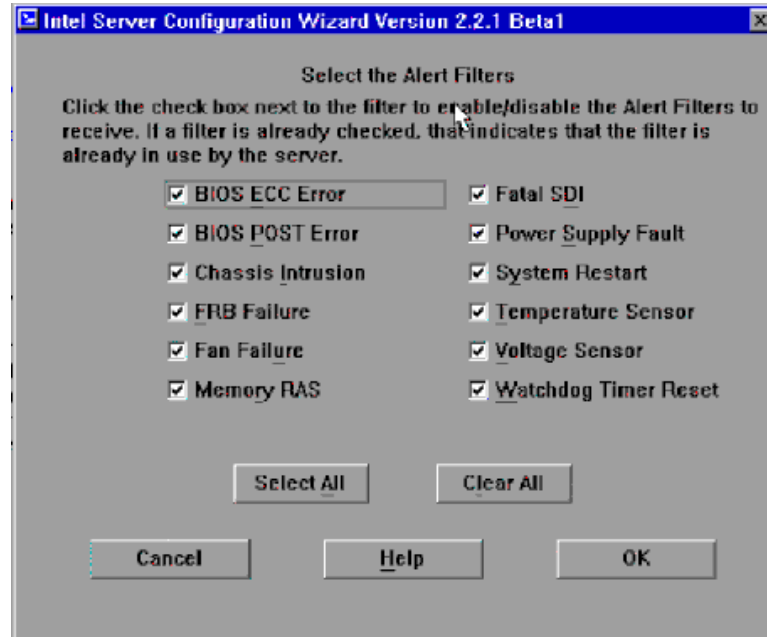 Intel Server Configuration Wizard Version 2.2.1 Beta1
Select the Alert Filters
Click the check box next to the filter to enable/disable the Alert Filters to
receive. If a filter is already checked, that indicates that the filter is
already in use by the server.
BIOS ECC Error
Fatal SDI
BIOS POST Error
Power Supply Fault
Chassis Intrusion
System Restart
FRB Failure
Temperature Sensor
Fan Failure
Voltage Sensor
Memory RAS
Watchdog Timer Reset
Select All
Clear All
Cancel
Help
OK